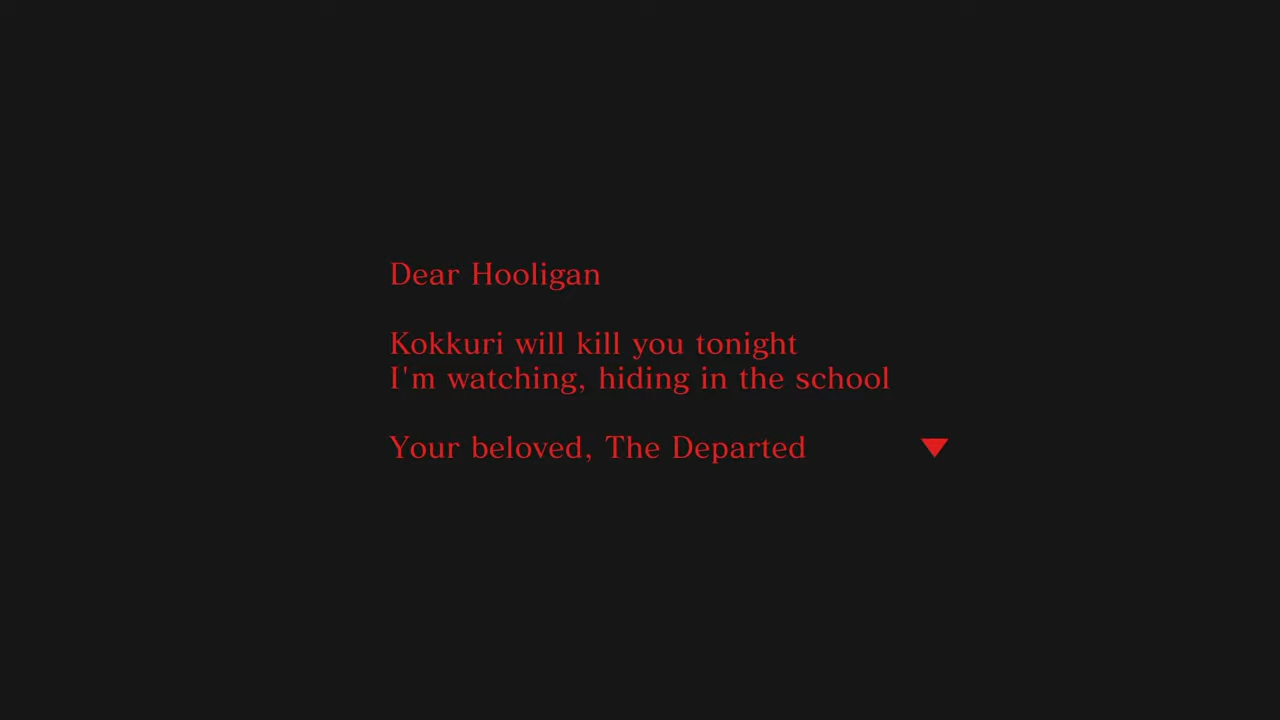 Dear Hooligan
Kokkuri will kill you tonight
I'm watching, hiding in the school
Your beloved, The Departed